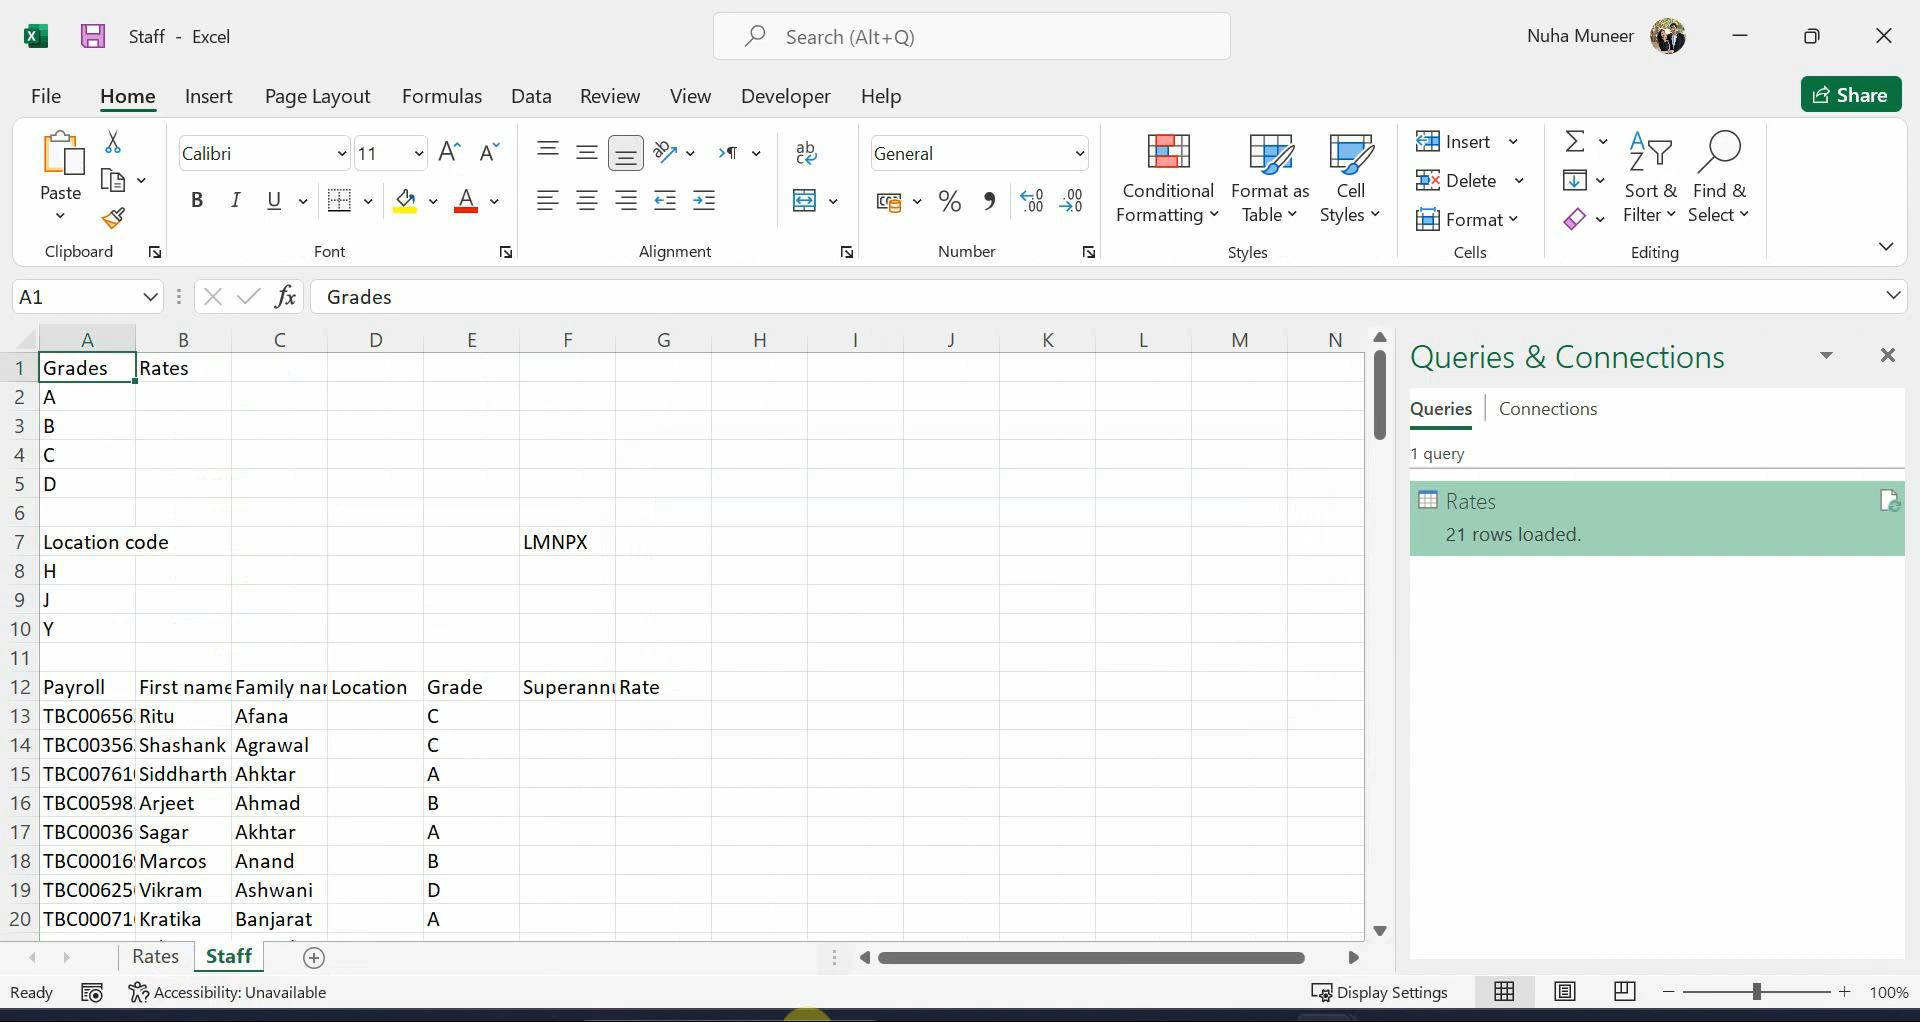 Staff - Excel
Search (Alt+Q)
Nuha Muneer
File Home Insert Page Layout Formulas Data Review View Developer Help
Share
Paste
Clipboard
Calibri 11
B I U
Font
ab
Alignment
General
% , .00
Number
Conditional Formatting
Format as Table
Cell Styles
Styles
Insert
Delete
Format
Cells
Sort & Filter
Find & Select
Editing
A1 fx Grades
A B C D E F G H I J K L M N
1 Grades Rates
2 A
3 B
4 C
5 D
6
7 Location code LMNPX
8 H
9 J
10 Y
11
12 Payroll First name Family nar Location Grade Superannu Rate
13 TBC00656 Ritu Afana C
14 TBC00356 Shashank Agrawal C
15 TBC00761 Siddharth Ahktar A
16 TBC00598 Arjeet Ahmad B
17 TBC00036 Sagar Akhtar A
18 TBC00016 Marcos Anand B
19 TBC00625 Vikram Ashwani D
20 TBC00071 Kratika Banjarat A
Queries & Connections
Queries Connections
1 query
Rates
21 rows loaded.
Rates Staff
Ready Accessibility: Unavailable Display Settings 100%